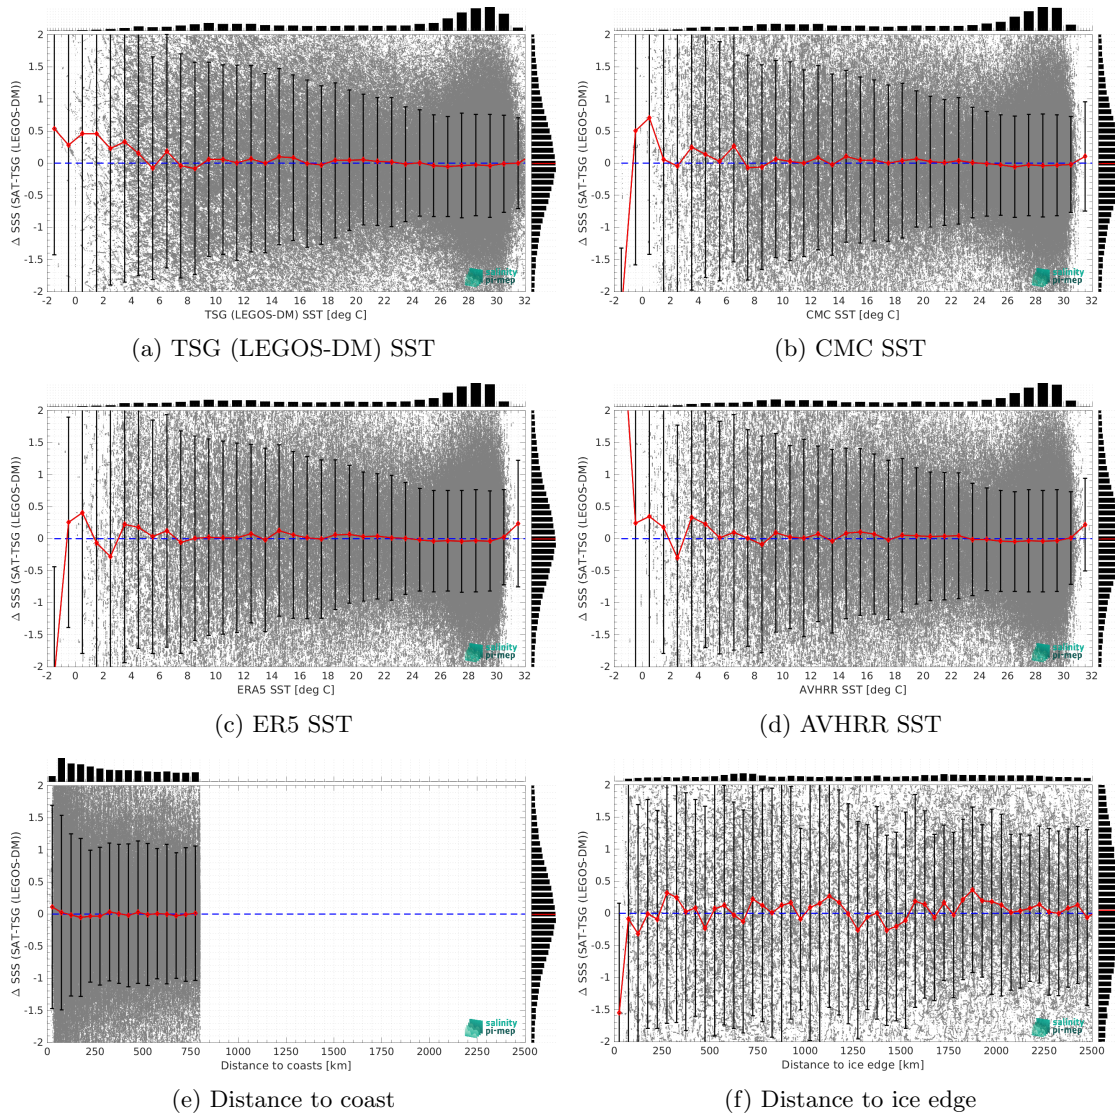 2
1.5
1
0.5
0
-0.5
-1
-1.5
-2
Δ SSS (SAT-TSG (LEGOS-DM))
-2 0 2 4 6 8 10 12 14 16 18 20 22 24 26 28 30 32
TSG (LEGOS-DM) SST [deg C]
salinity
pi-mep
(a) TSG (LEGOS-DM) SST
2
1.5
1
0.5
0
-0.5
-1
-1.5
-2
Δ SSS (SAT-TSG (LEGOS-DM))
-2 0 2 4 6 8 10 12 14 16 18 20 22 24 26 28 30 32
CMC SST [deg C]
salinity
pi-mep
(b) CMC SST
2
1.5
1
0.5
0
-0.5
-1
-1.5
-2
Δ SSS (SAT-TSG (LEGOS-DM))
-2 0 2 4 6 8 10 12 14 16 18 20 22 24 26 28 30 32
ERA5 SST [deg C]
salinity
pi-mep
(c) ER5 SST
2
1.5
1
0.5
0
-0.5
-1
-1.5
-2
Δ SSS (SAT-TSG (LEGOS-DM))
-2 0 2 4 6 8 10 12 14 16 18 20 22 24 26 28 30 32
AVHRR SST [deg C]
salinity
pi-mep
(d) AVHRR SST
2
1.5
1
0.5
0
-0.5
-1
-1.5
-2
Δ SSS (SAT-TSG (LEGOS-DM))
0 250 500 750 1000 1250 1500 1750 2000 2250 2500
Distance to coasts [km]
salinity
pi-mep
(e) Distance to coast
2
1.5
1
0.5
0
-0.5
-1
-1.5
-2
Δ SSS (SAT-TSG (LEGOS-DM))
0 250 500 750 1000 1250 1500 1750 2000 2250 2500
Distance to ice edge [km]
salinity
pi-mep
(f) Distance to ice edge